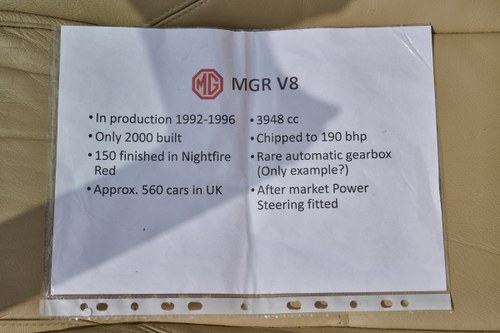 MG MGR V8
• In production 1992-1996
• Only 2000 built
• 150 finished in Nightfire
Red
• Approx. 560 cars in UK
• 3948 cc
• Chipped to 190 bhp
• Rare automatic gearbox
(Only example?)
• After market Power
Steering fitted